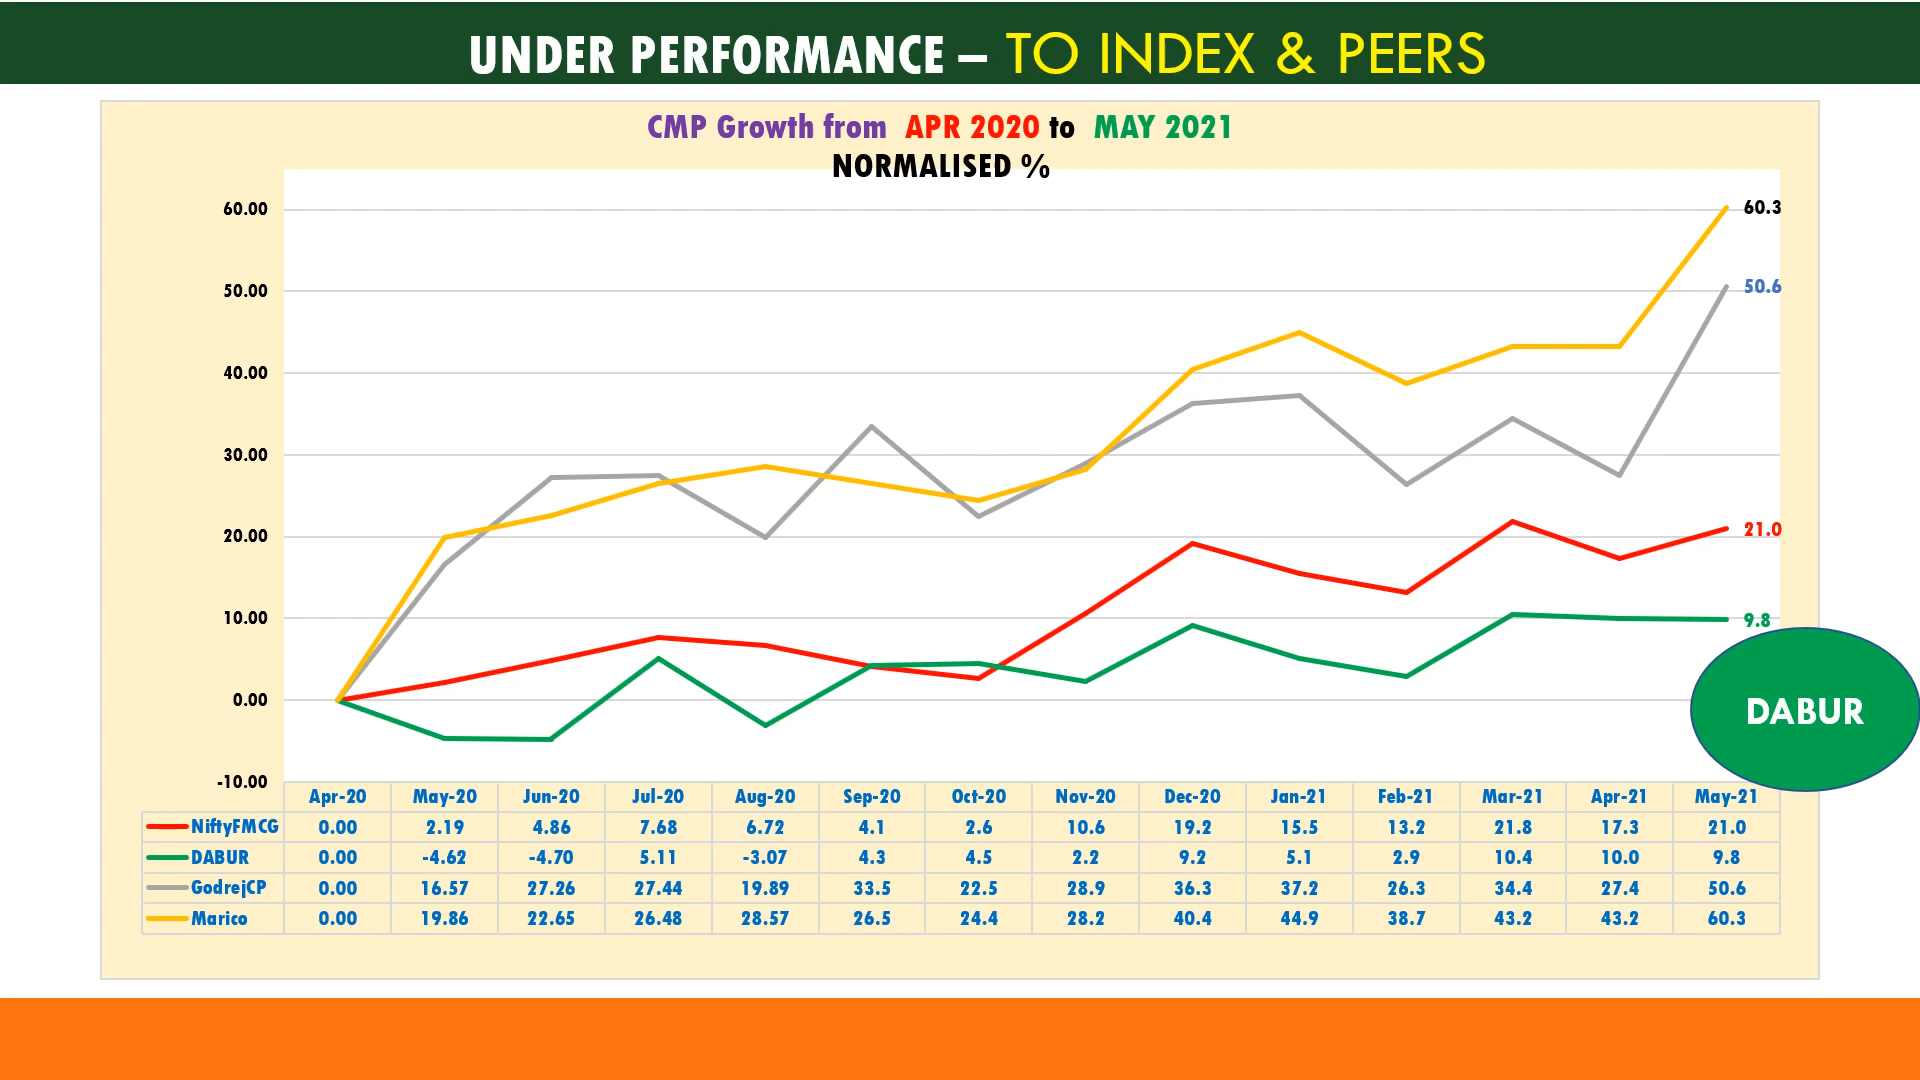 UNDER PERFORMANCE – TO INDEX & PEERS
CMP Growth from APR 2020 to MAY 2021
NORMALISED %
60.00
50.00
40.00
30.00
20.00
10.00
0.00
-10.00
60.3
50.6
21.0
9.8
DABUR
Apr-20 May-20 Jun-20 Jul-20 Aug-20 Sep-20 Oct-20 Nov-20 Dec-20 Jan-21 Feb-21 Mar-21 Apr-21 May-21
NiftyFMCG 0.00 2.19 4.86 7.68 6.72 4.1 2.6 10.6 19.2 15.5 13.2 21.8 17.3 21.0
DABUR 0.00 -4.62 -4.70 5.11 -3.07 4.3 4.5 2.2 9.2 5.1 2.9 10.4 10.0 9.8
GodrejCP 0.00 16.57 27.26 27.44 19.89 33.5 22.5 28.9 36.3 37.2 26.3 34.4 27.4 50.6
Marico 0.00 19.86 22.65 26.48 28.57 26.5 24.4 28.2 40.4 44.9 38.7 43.2 43.2 60.3